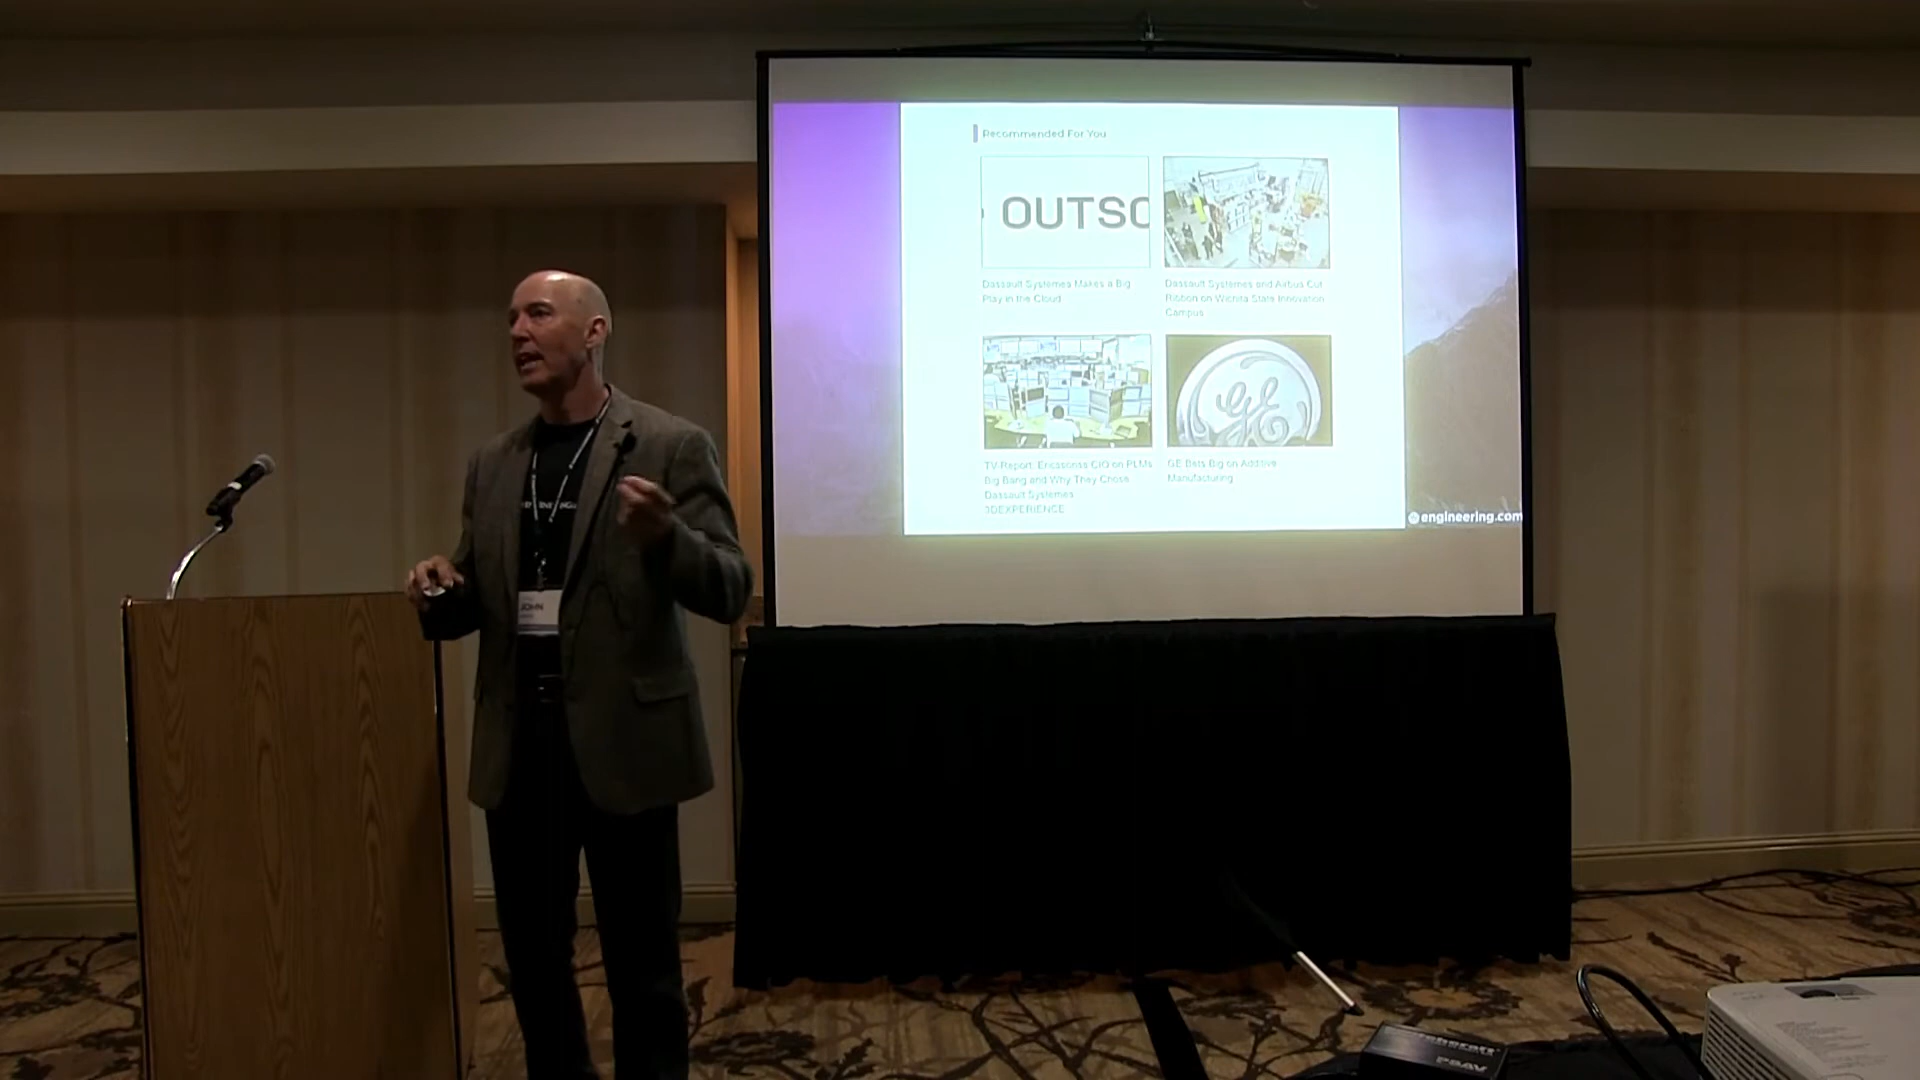 Recommended For You
OUTSC
Dassault Systemes Makes a Big
Play in the Cloud
Dassault Systemes and Airbus Cut
Ribbon on Wichita State Innovation
Campus
TV-Report: Ericssons CIO on PLMs
Big Bang and Why They Chose
Dassault Systemes
3DEXPERIENCE
GE
GE Bets Big on Additive
Manufacturing
engineering.com
JOHN